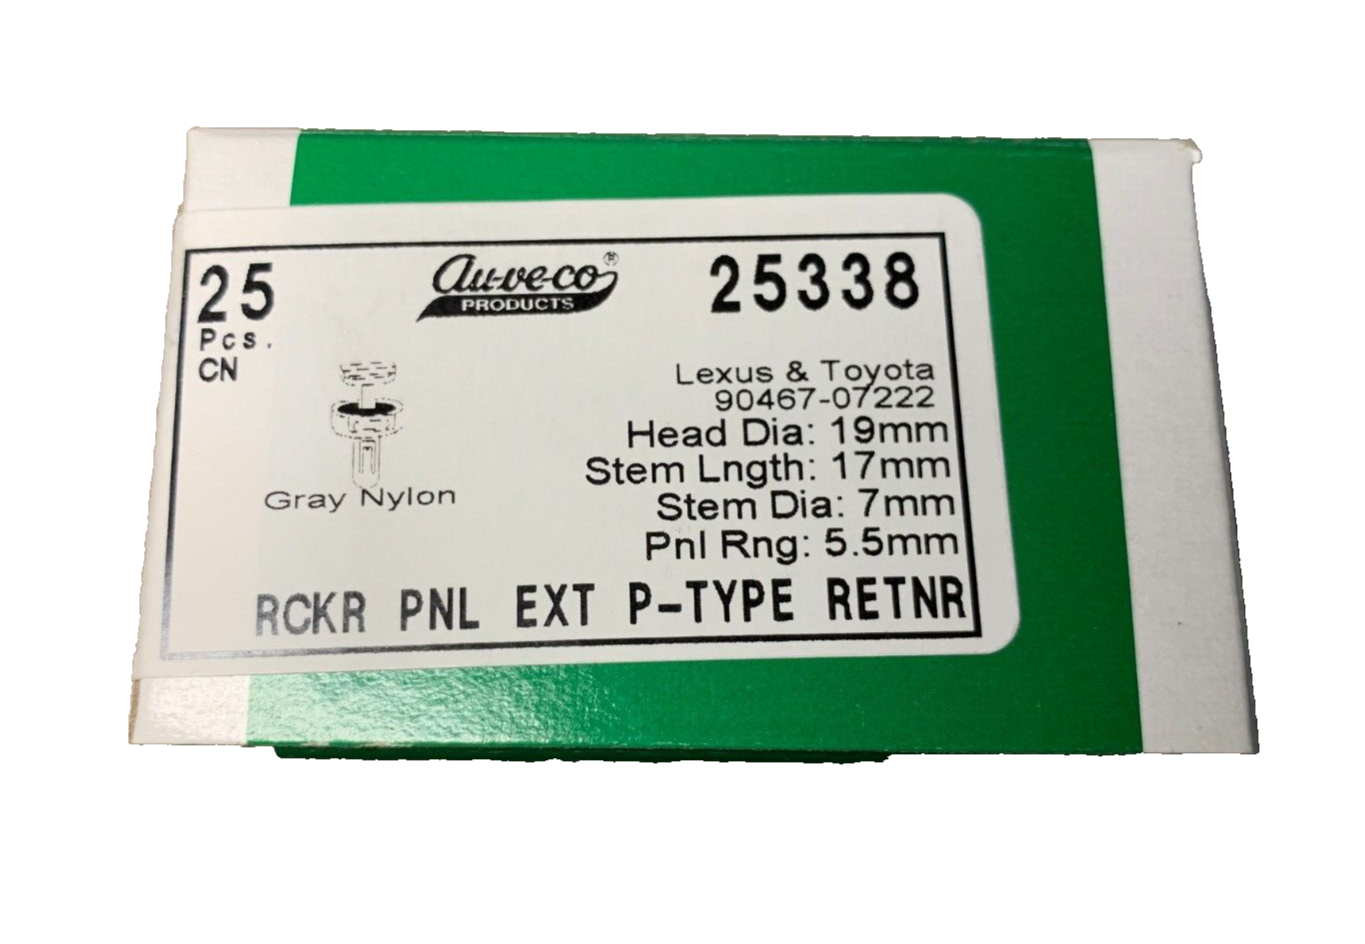 25
Pcs.
CN
Au-ve-co®
PRODUCTS
25338
Lexus & Toyota
90467-07222
Head Dia: 19mm
Stem Lngth: 17mm
Stem Dia: 7mm
Pnl Rng: 5.5mm
Gray Nylon
RCKR PNL EXT P-TYPE RETNR